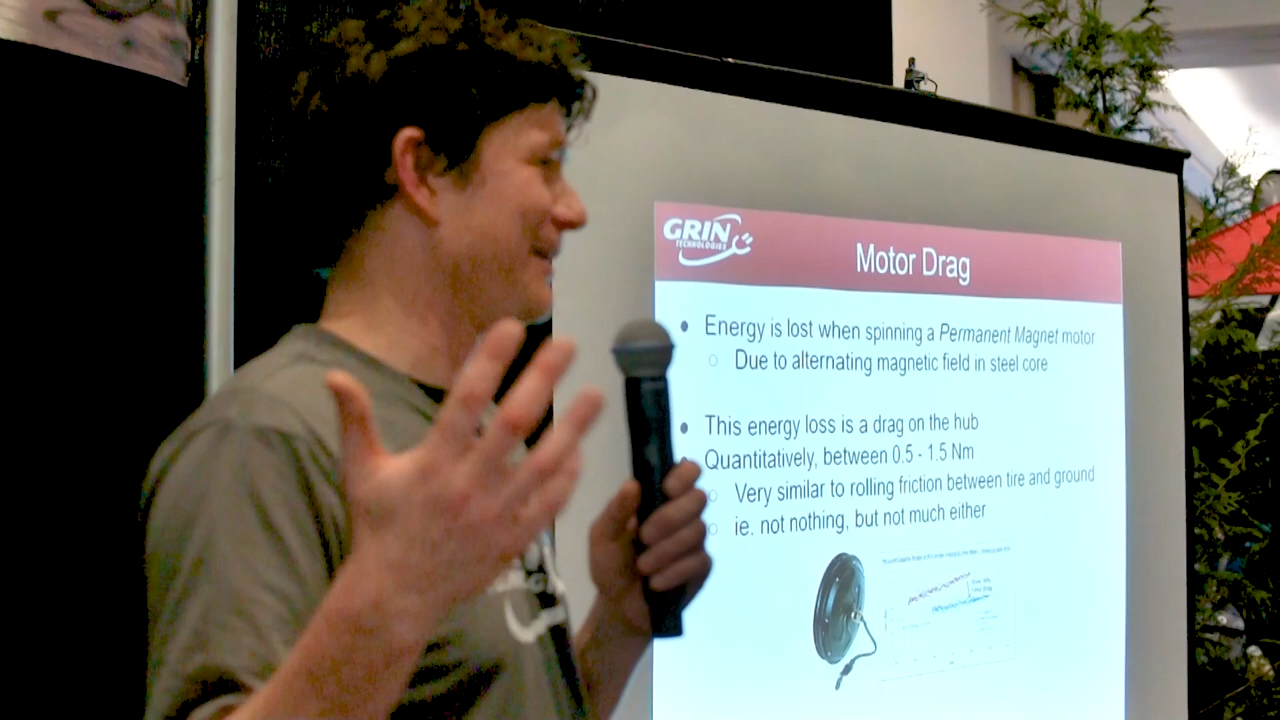 GRIN
TECHNOLOGIES
Motor Drag
Energy is lost when spinning a Permanent Magnet motor
Due to alternating magnetic field in steel core
This energy loss is a drag on the hub
Quantitatively, between 0.5 - 1.5 Nm
Very similar to rolling friction between tire and ground
ie. not nothing, but not much either